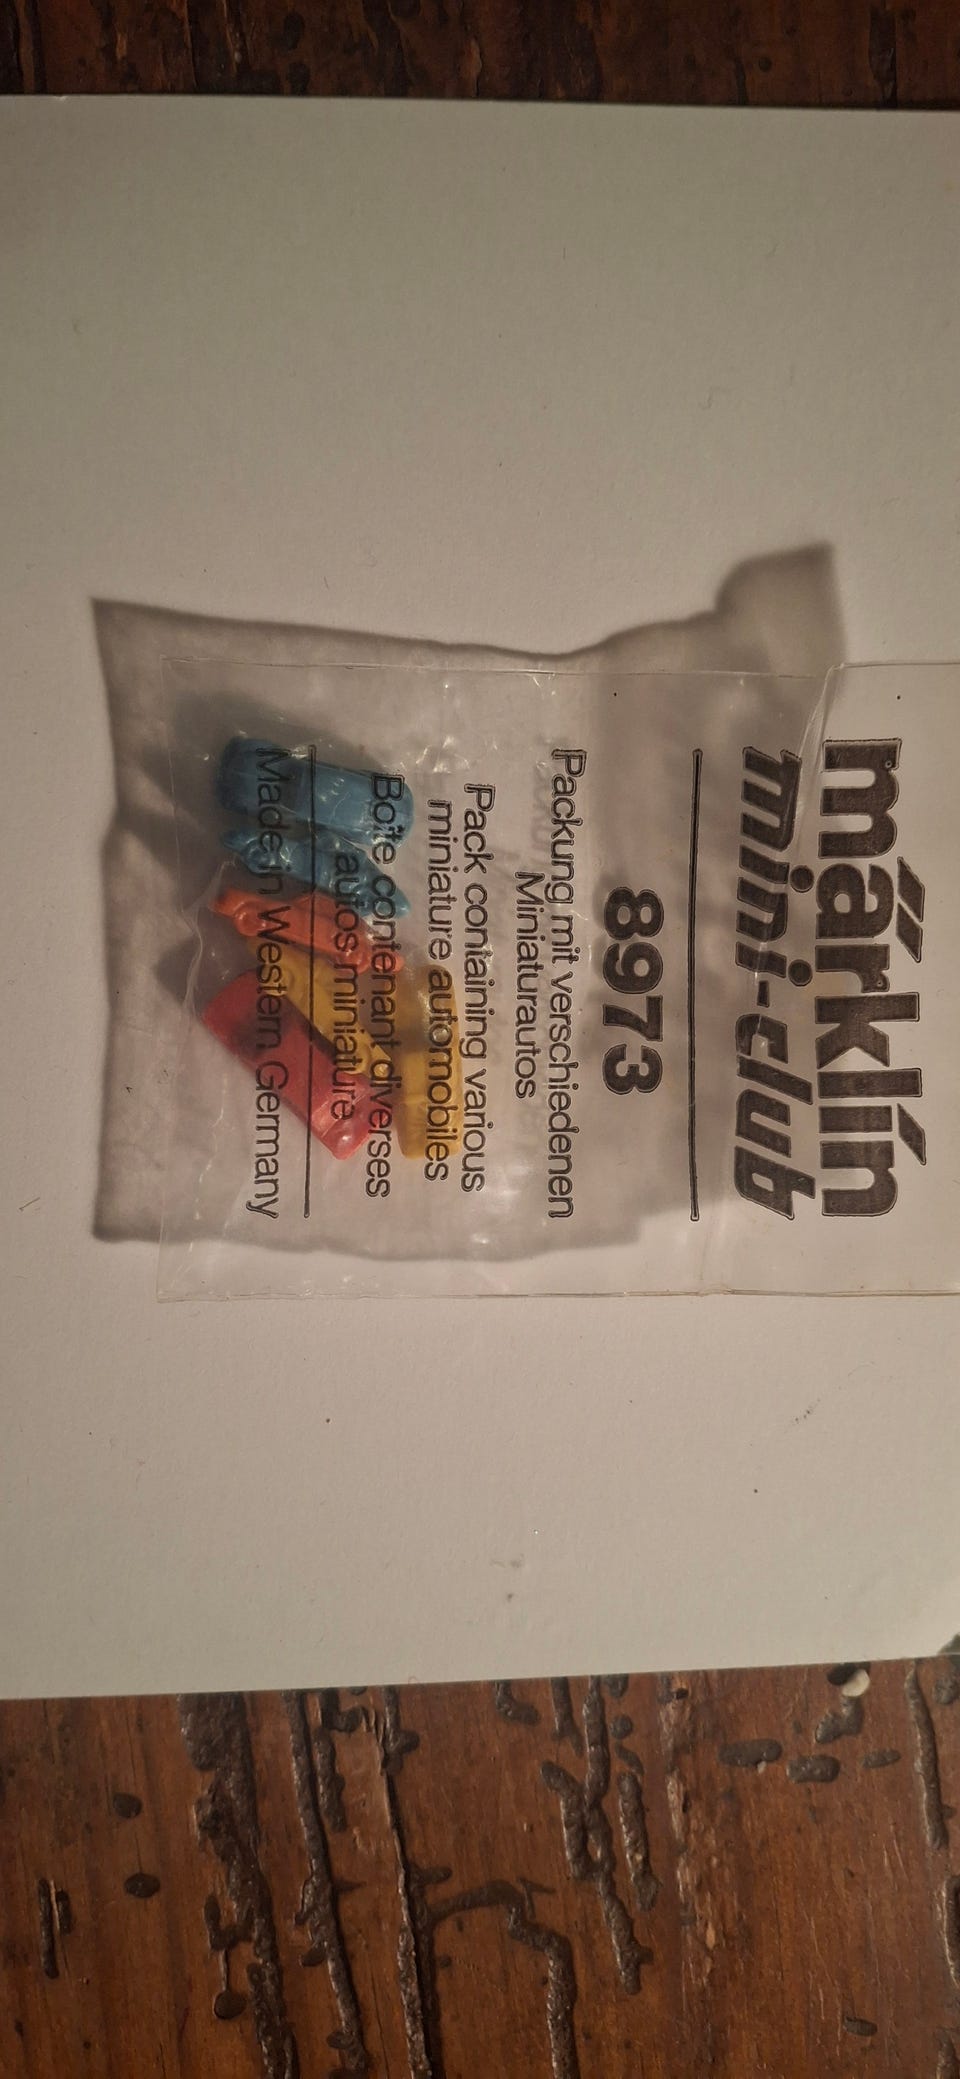 märklín
mini-club
8973
Packung mit verschiedenen
Miniaturautos
Pack containing various
miniature automobiles
Boîte contenant diverses
autos miniature
Made in Western Germany